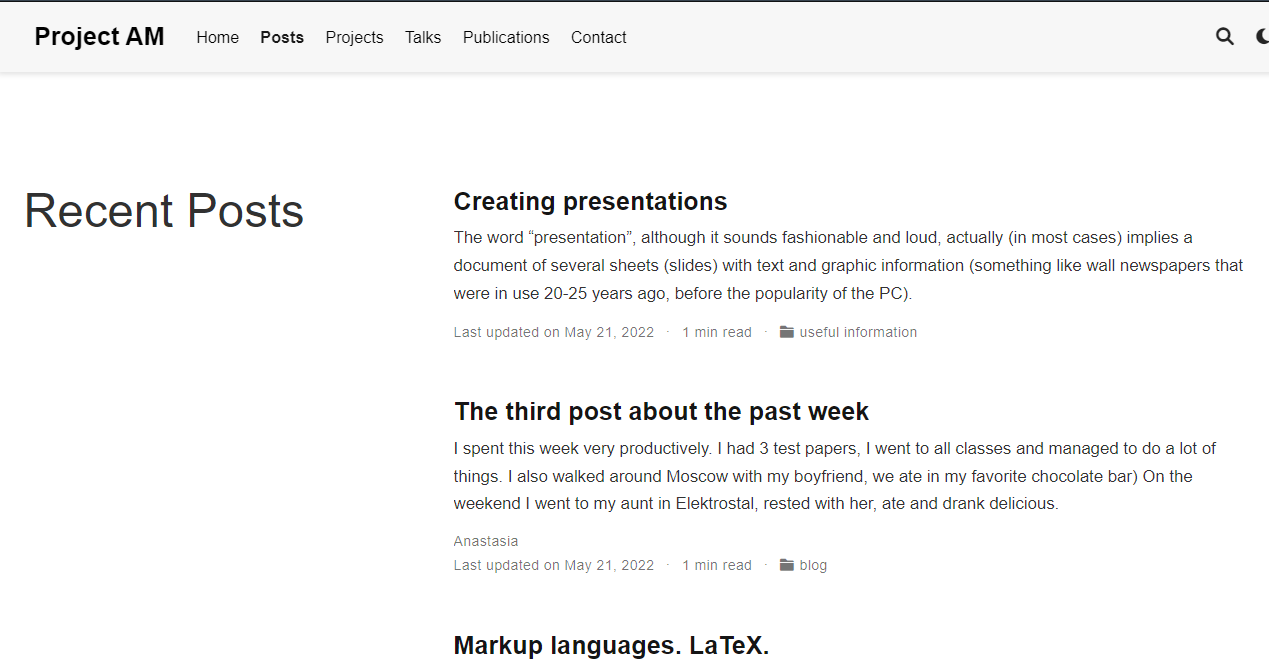 Project AM Home Posts Projects Talks Publications Contact
Recent Posts
Creating presentations
The word “presentation”, although it sounds fashionable and loud, actually (in most cases) implies a
document of several sheets (slides) with text and graphic information (something like wall newspapers that
were in use 20-25 years ago, before the popularity of the PC).
Last updated on May 21, 2022 · 1 min read · useful information
The third post about the past week
I spent this week very productively. I had 3 test papers, I went to all classes and managed to do a lot of
things. I also walked around Moscow with my boyfriend, we ate in my favorite chocolate bar) On the
weekend I went to my aunt in Elektrostal, rested with her, ate and drank delicious.
Anastasia
Last updated on May 21, 2022 · 1 min read · blog
Markup languages. LaTeX.